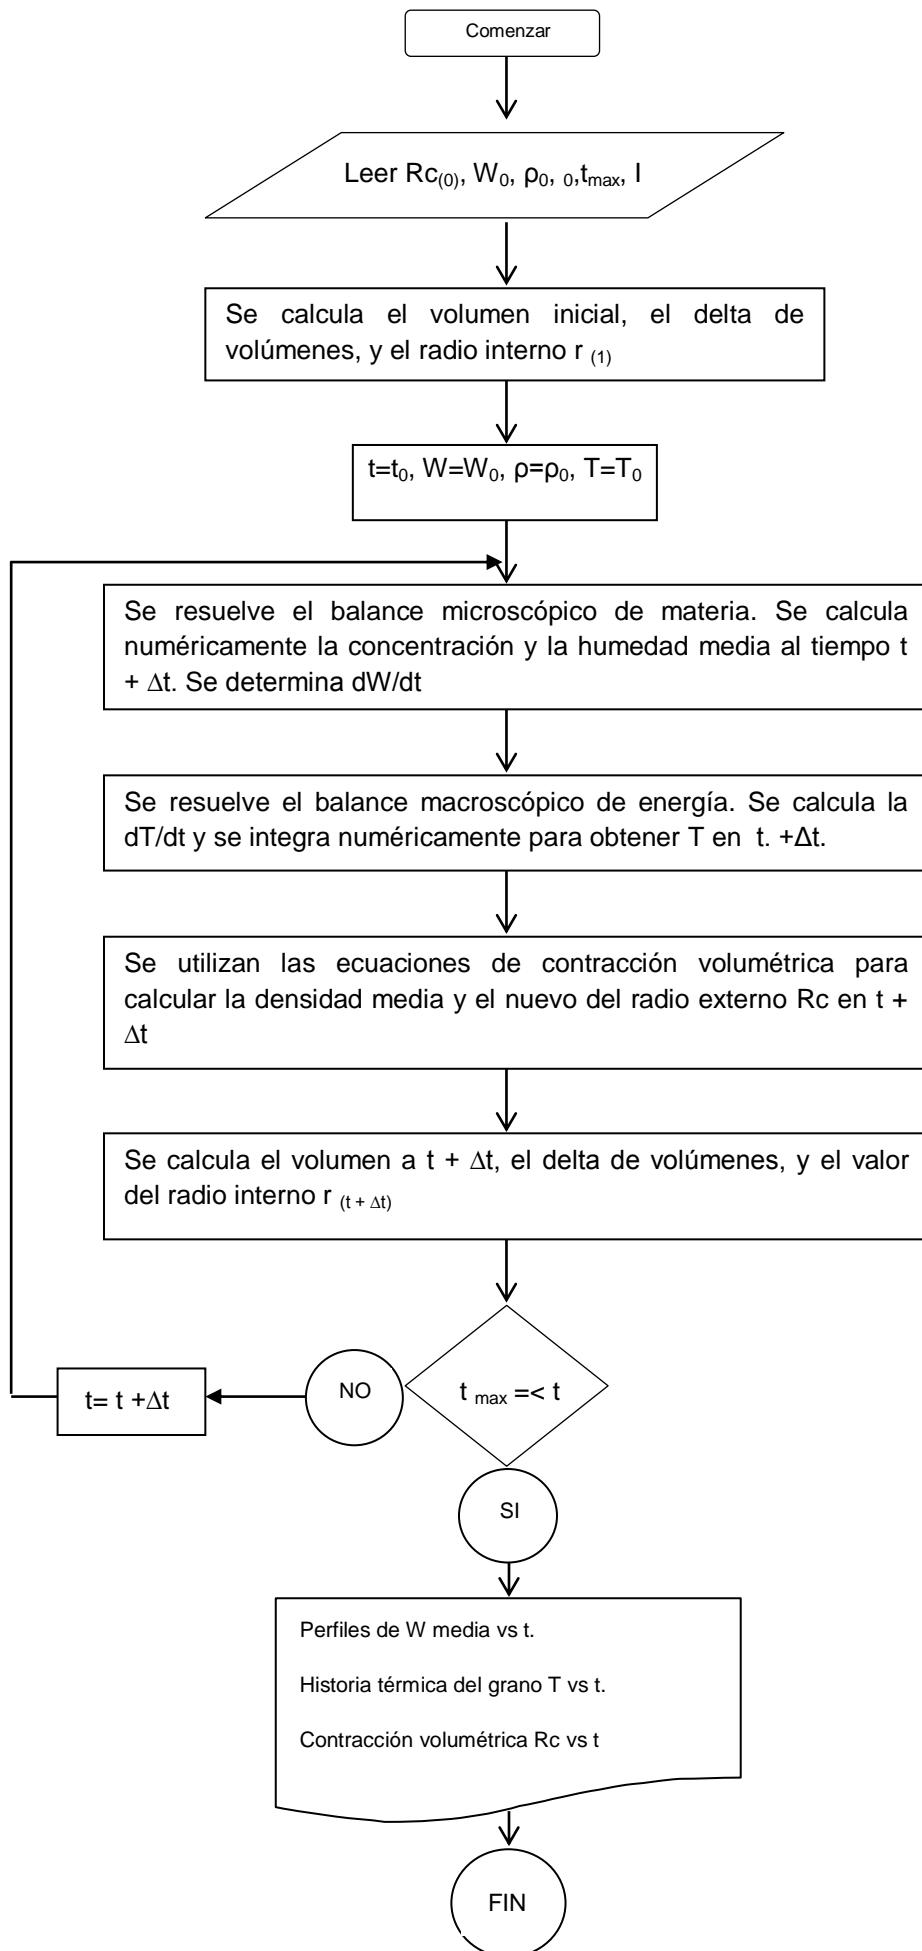 Comenzar
Leer Rc(0), W0, ρ0, 0,tmax, I
Se calcula el volumen inicial, el delta de
volúmenes, y el radio interno r (1)
t=t0, W=W0, ρ=ρ0, T=T0
Se resuelve el balance microscópico de materia. Se calcula
numéricamente la concentración y la humedad media al tiempo t
+ Δt. Se determina dW/dt
Se resuelve el balance macroscópico de energía. Se calcula la
dT/dt y se integra numéricamente para obtener T en t. +Δt.
Se utilizan las ecuaciones de contracción volumétrica para
calcular la densidad media y el nuevo del radio externo Rc en t +
Δt
Se calcula el volumen a t + Δt, el delta de volúmenes, y el valor
del radio interno r (t + Δt)
t= t +Δt
NO
t max =< t
SI
Perfiles de W media vs t.
Historia térmica del grano T vs t.
Contracción volumétrica Rc vs t
FIN